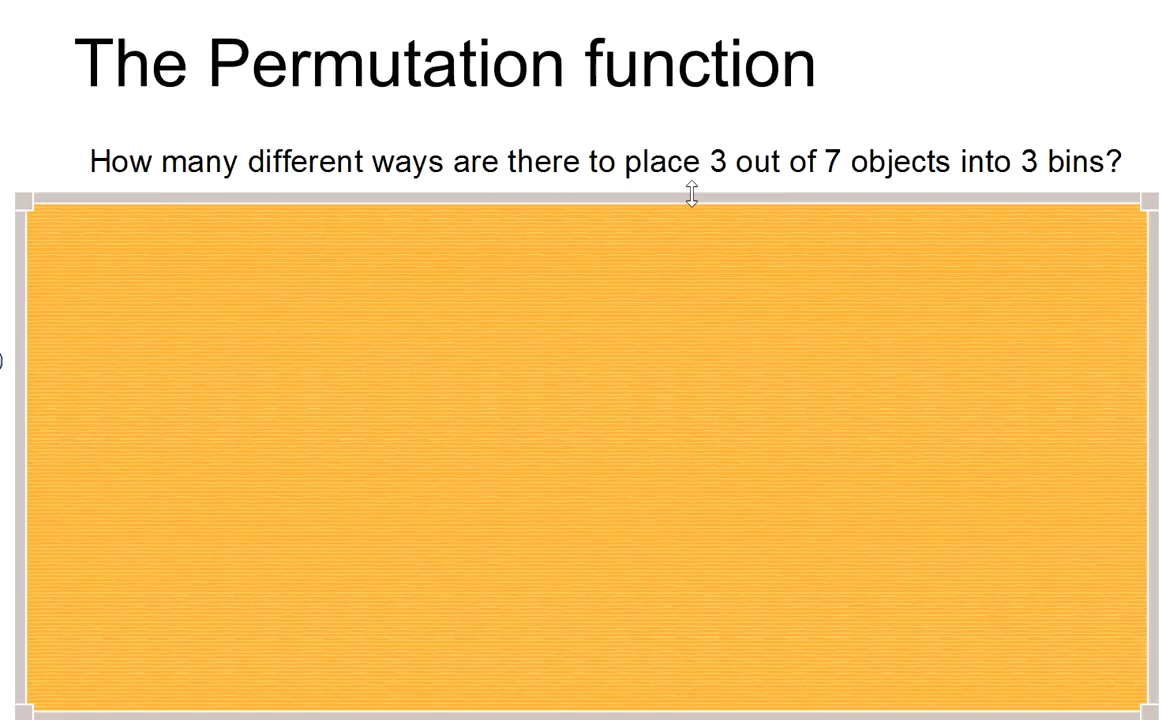 The Permutation function
How many different ways are there to place 3 out of 7 objects into 3 bins?